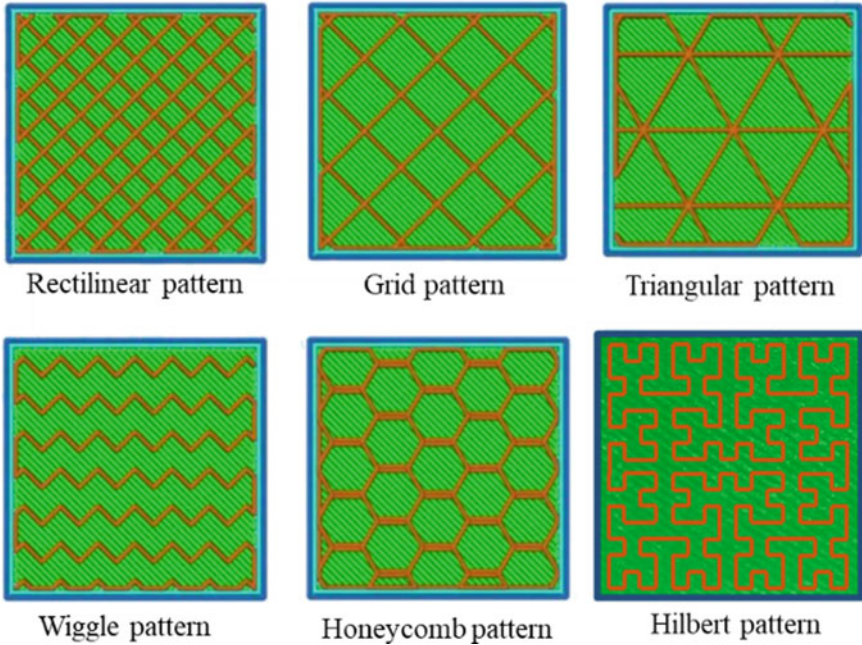 Rectilinear pattern
Grid pattern
Triangular pattern
Wiggle pattern
Honeycomb pattern
Hilbert pattern